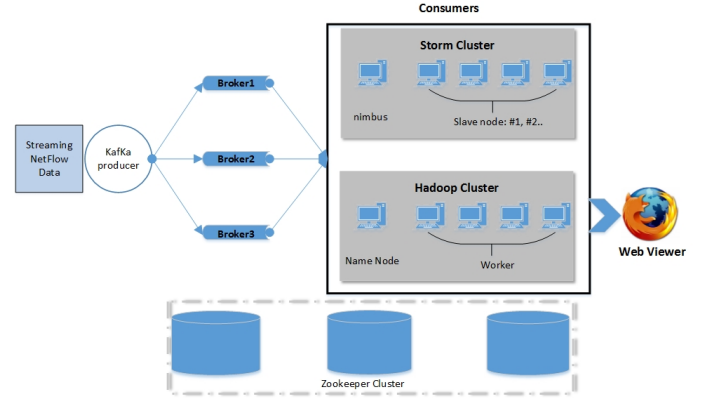 Consumers
Storm Cluster
nimbus
Slave node: #1, #2..
Broker1
Streaming
NetFlow
Data
KafKa
producer
Broker2
Broker3
Hadoop Cluster
Name Node
Worker
Web Viewer
Zookeeper Cluster